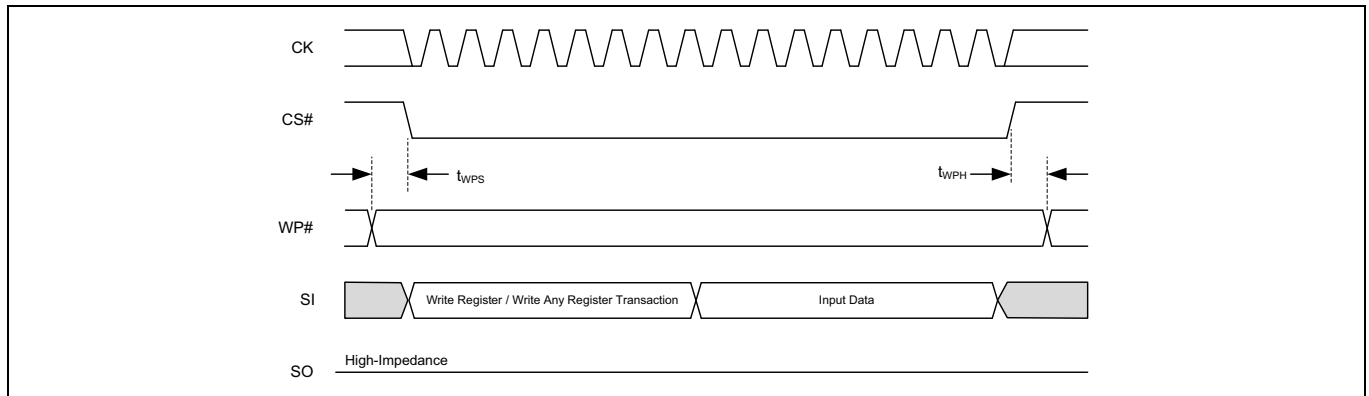 CK
CS#
tWPS
tWPH
WP#
SI
Write Register / Write Any Register Transaction
Input Data
High-Impedance
SO